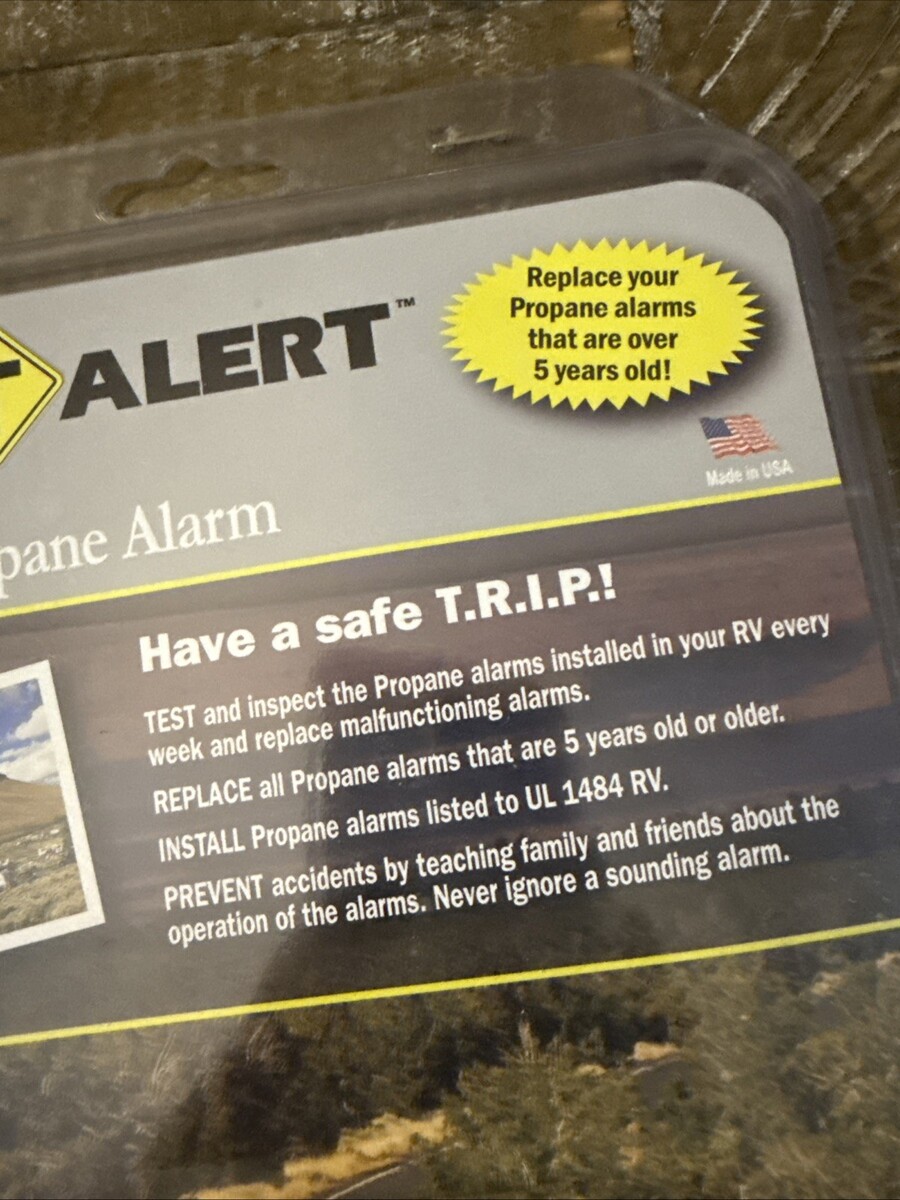 ALERT™
Replace your
Propane alarms
that are over
5 years old!
Made in USA
Alarm
Have a safe T.R.I.P.!
TEST and inspect the Propane alarms installed in your RV every
week and replace malfunctioning alarms.
REPLACE all Propane alarms that are 5 years old or older.
INSTALL Propane alarms listed to UL 1484 RV.
PREVENT accidents by teaching family and friends about the
operation of the alarms. Never ignore a sounding alarm.